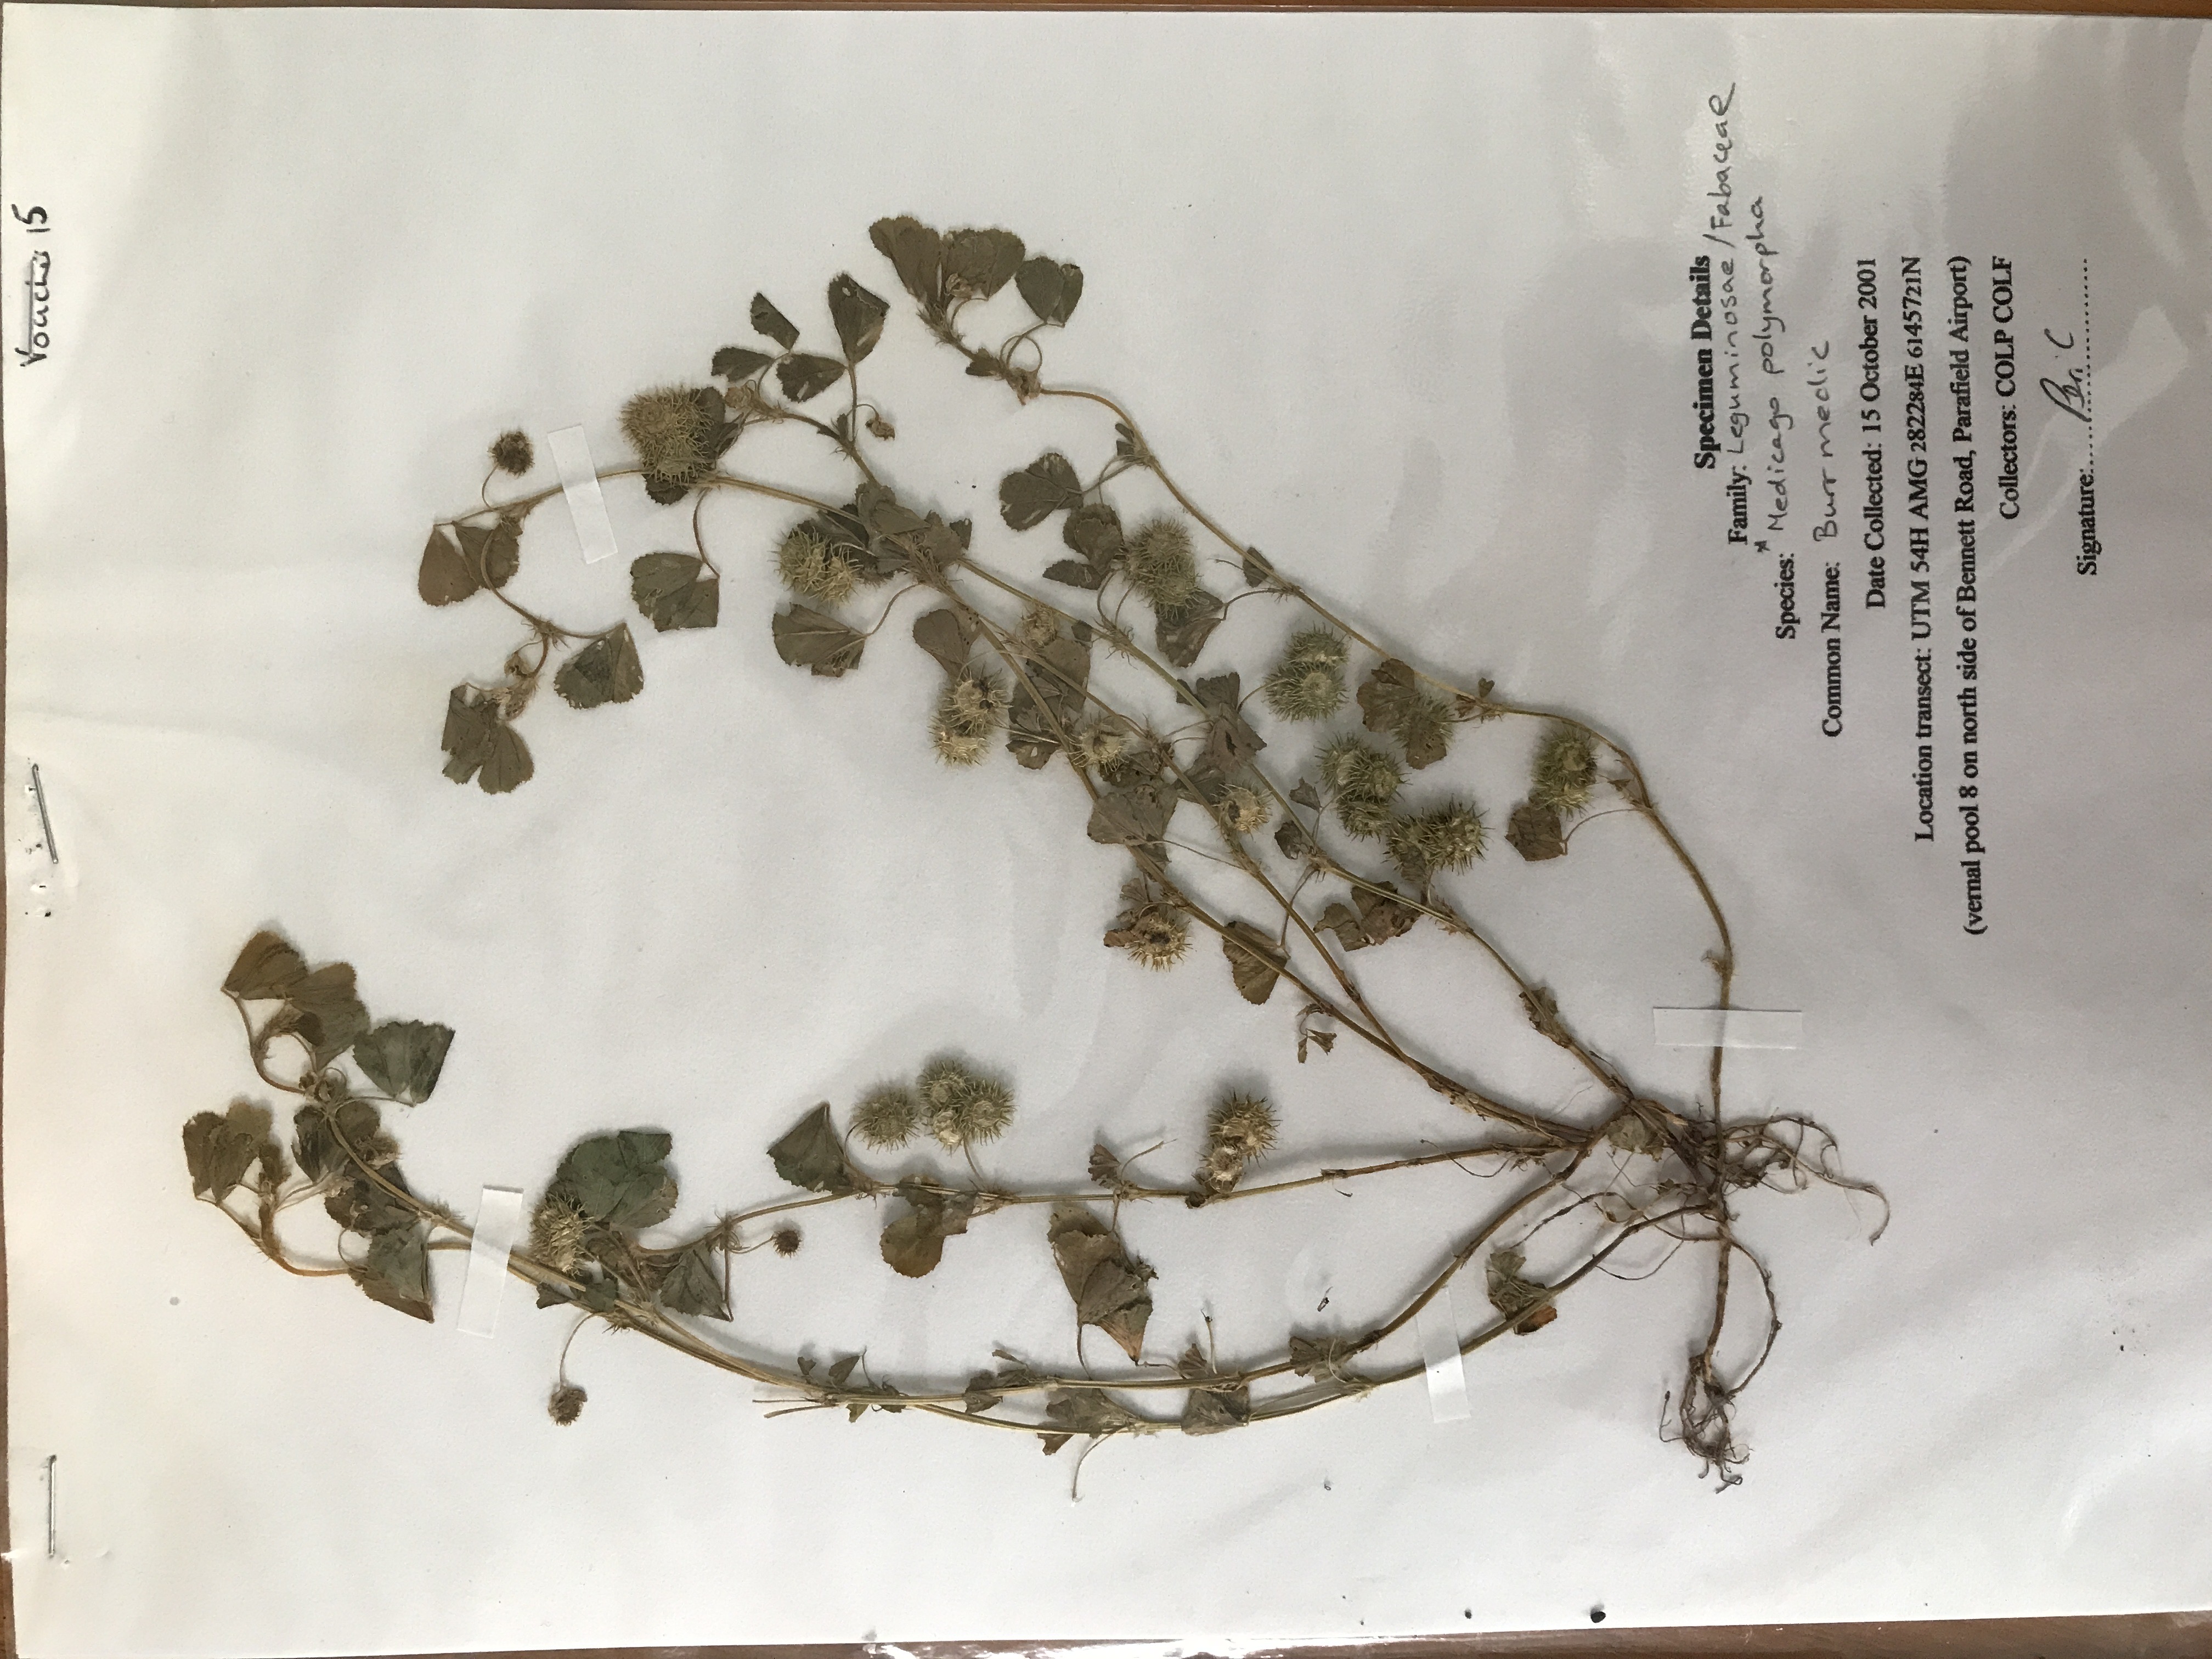 Voucher 15
Specimen Details
Family: Leguminosae/Fabaceae
Species: * Medicago polymorpha
Common Name: Burr medic
Date Collected: 15 October 2001
Location transect: UTM 54H AMG 282284E 6145721N
(vernal pool 8 on north side of Bennett Road, Parafield Airport)
Collectors: COLP COLF
Signature: